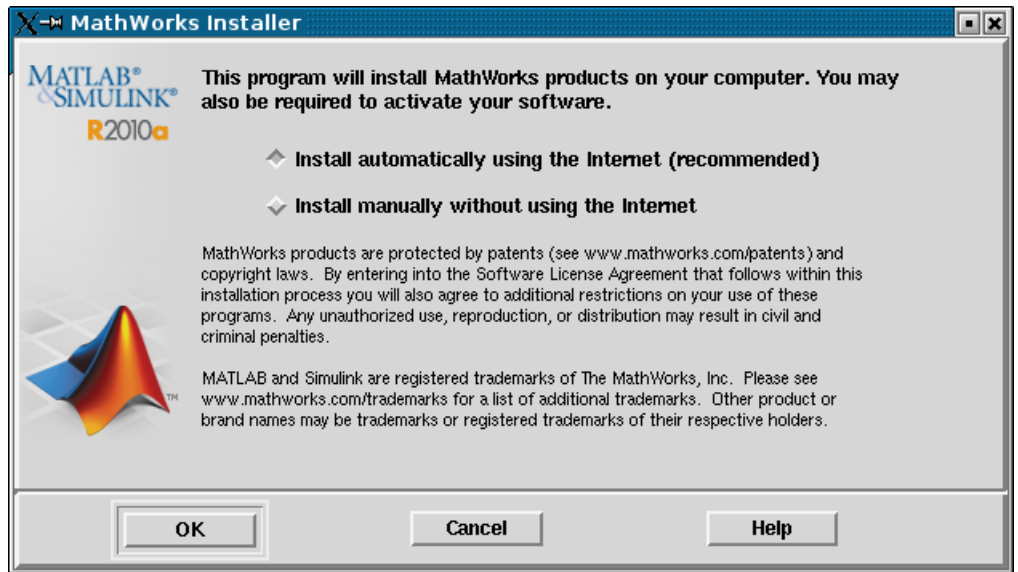 MathWorks Installer
MATLAB®
&SIMULINK®
R2010a
This program will install MathWorks products on your computer. You may
also be required to activate your software.
Install automatically using the Internet (recommended)
Install manually without using the Internet
MathWorks products are protected by patents (see www.mathworks.com/patents) and
copyright laws. By entering into the Software License Agreement that follows within this
installation process you will also agree to additional restrictions on your use of these
programs. Any unauthorized use, reproduction, or distribution may result in civil and
criminal penalties.
MATLAB and Simulink are registered trademarks of The MathWorks, Inc. Please see
www.mathworks.com/trademarks for a list of additional trademarks. Other product or
brand names may be trademarks or registered trademarks of their respective holders.
TM
OK
Cancel
Help